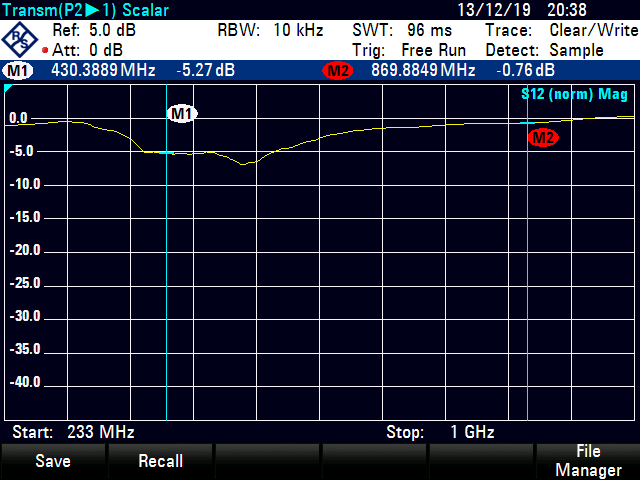 Transm(P2▶1) Scalar 13/12/19 20:38
Ref: 5.0 dB RBW: 10 kHz SWT: 96 ms Trace: Clear/Write
Att: 0 dB Trig: Free Run Detect: Sample
M1 430.3889 MHz -5.27 dB M2 869.8849 MHz -0.76 dB
S12 (norm) Mag
M1
0.0
M2
-5.0
-10.0
-15.0
-20.0
-25.0
-30.0
-35.0
-40.0
Start: 233 MHz Stop: 1 GHz
Save Recall File
Manager